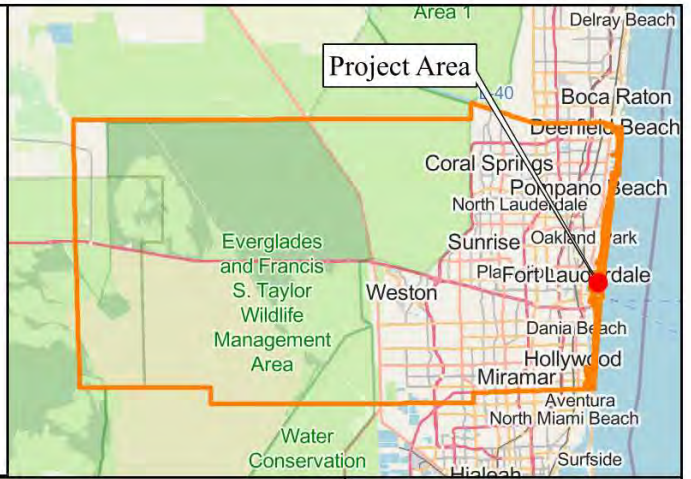 Area 1
Delray Beach
Project Area
L-40
Boca Raton
Deerfield Beach
Coral Springs
Pompano Beach
North Lauderdale
Sunrise
Oakland Park
Fort Lauderdale
Everglades
and Francis
S. Taylor
Wildlife
Management
Area
Weston
Dania Beach
Hollywood
Miramar
Aventura
North Miami Beach
Water
Conservation
Surfside
Hialeah